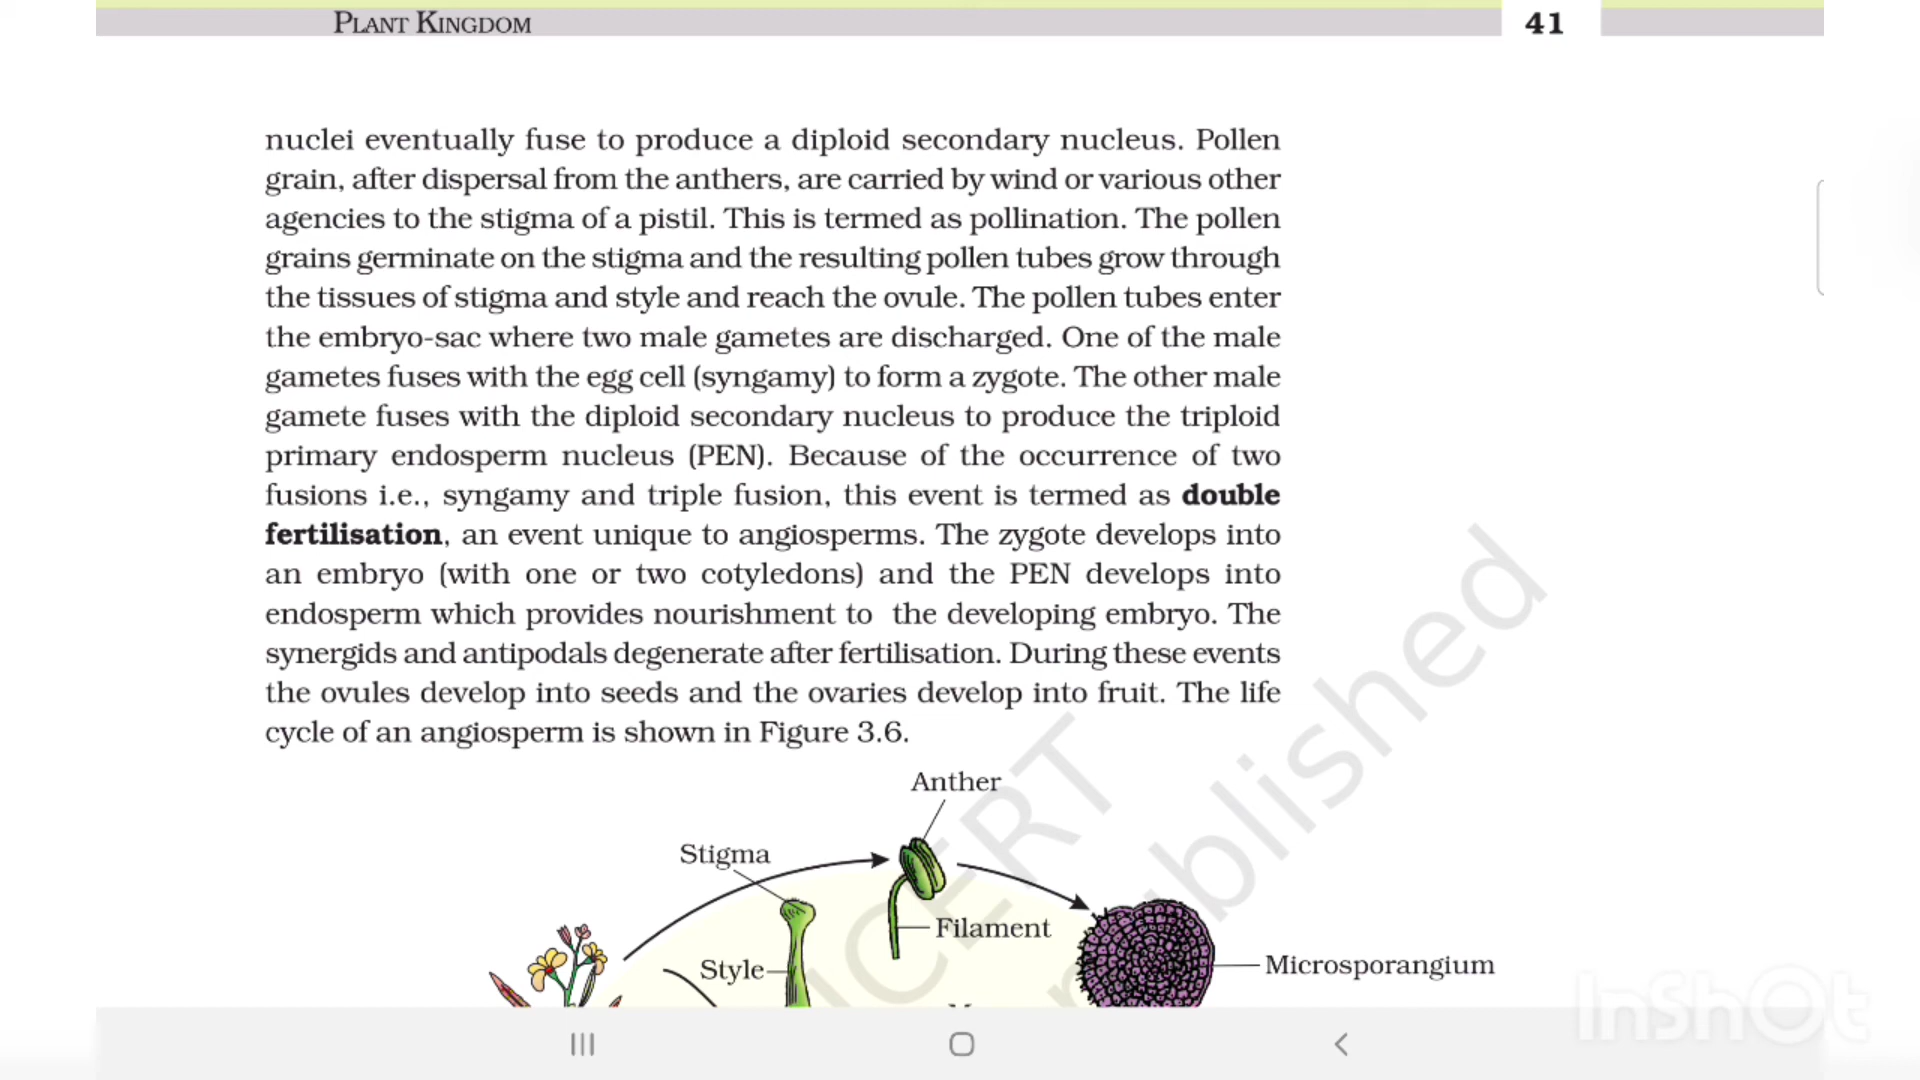 PLANT KINGDOM
41
nuclei eventually fuse to produce a diploid secondary nucleus. Pollen
grain, after dispersal from the anthers, are carried by wind or various other
agencies to the stigma of a pistil. This is termed as pollination. The pollen
grains germinate on the stigma and the resulting pollen tubes grow through
the tissues of stigma and style and reach the ovule. The pollen tubes enter
the embryo-sac where two male gametes are discharged. One of the male
gametes fuses with the egg cell (syngamy) to form a zygote. The other male
gamete fuses with the diploid secondary nucleus to produce the triploid
primary endosperm nucleus (PEN). Because of the occurrence of two
fusions i.e., syngamy and triple fusion, this event is termed as double
fertilisation, an event unique to angiosperms. The zygote develops into
an embryo (with one or two cotyledons) and the PEN develops into
endosperm which provides nourishment to the developing embryo. The
synergids and antipodals degenerate after fertilisation. During these events
the ovules develop into seeds and the ovaries develop into fruit. The life
cycle of an angiosperm is shown in Figure 3.6.
Anther
Stigma
Filament
Style
Microsporangium
InShOt